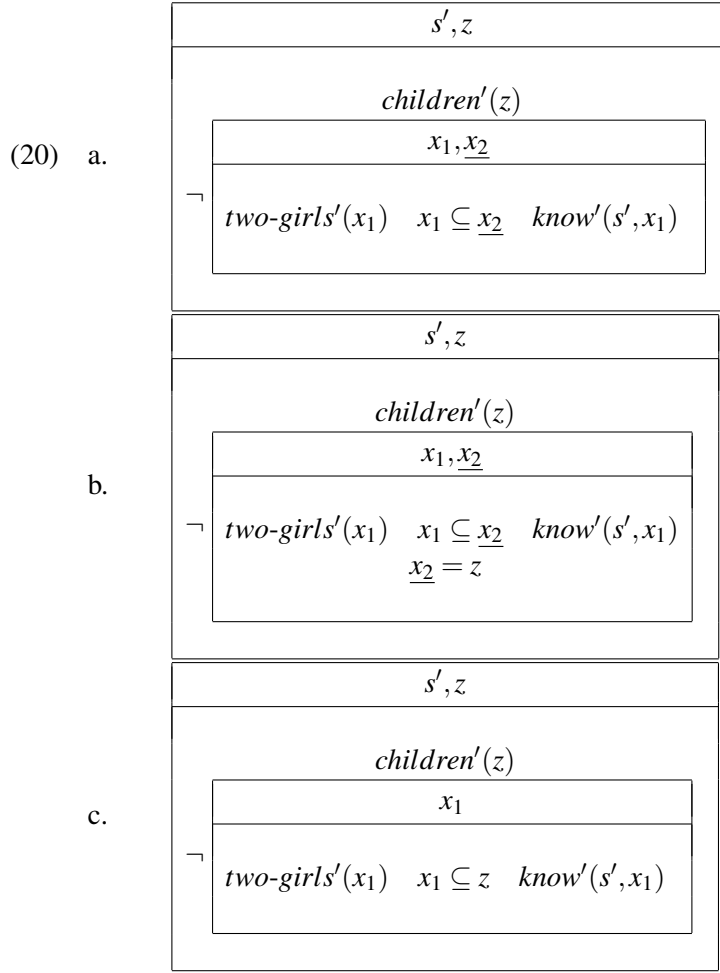 (20) a.
s′, z
children′(z)
x₁, x₂
¬ two-girls′(x₁) x₁ ⊆ x₂ know′(s′, x₁)
b.
s′, z
children′(z)
x₁, x₂
¬ two-girls′(x₁) x₁ ⊆ x₂ know′(s′, x₁)
x₂ = z
c.
s′, z
children′(z)
x₁
¬ two-girls′(x₁) x₁ ⊆ z know′(s′, x₁)